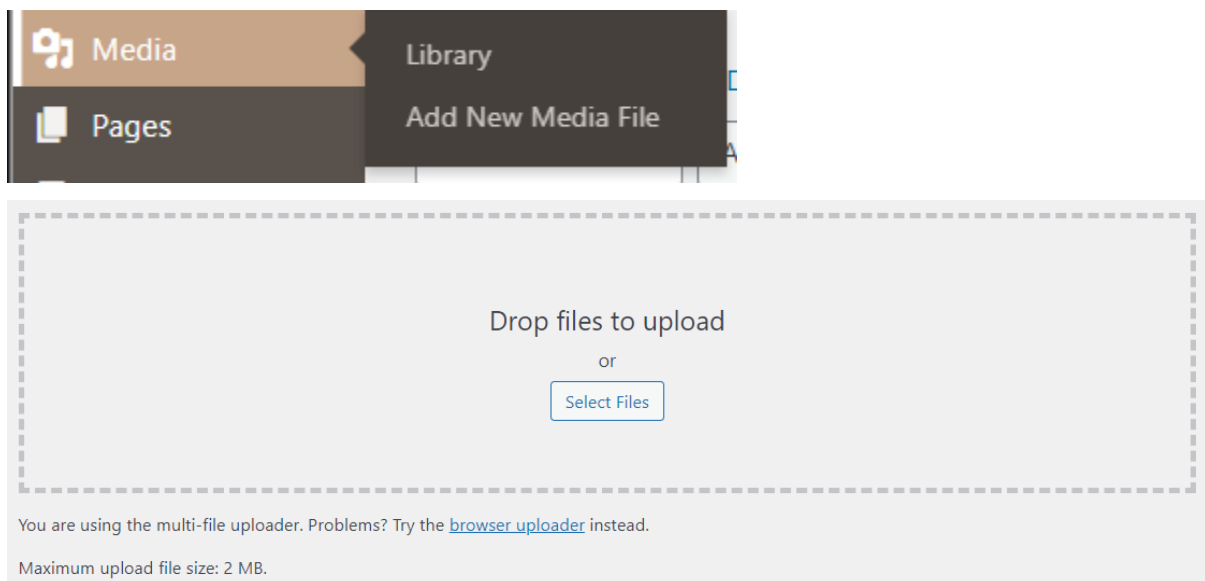 Media
Library
Add New Media File
Pages
Drop files to upload
or
Select Files
You are using the multi-file uploader. Problems? Try the browser uploader instead.
Maximum upload file size: 2 MB.